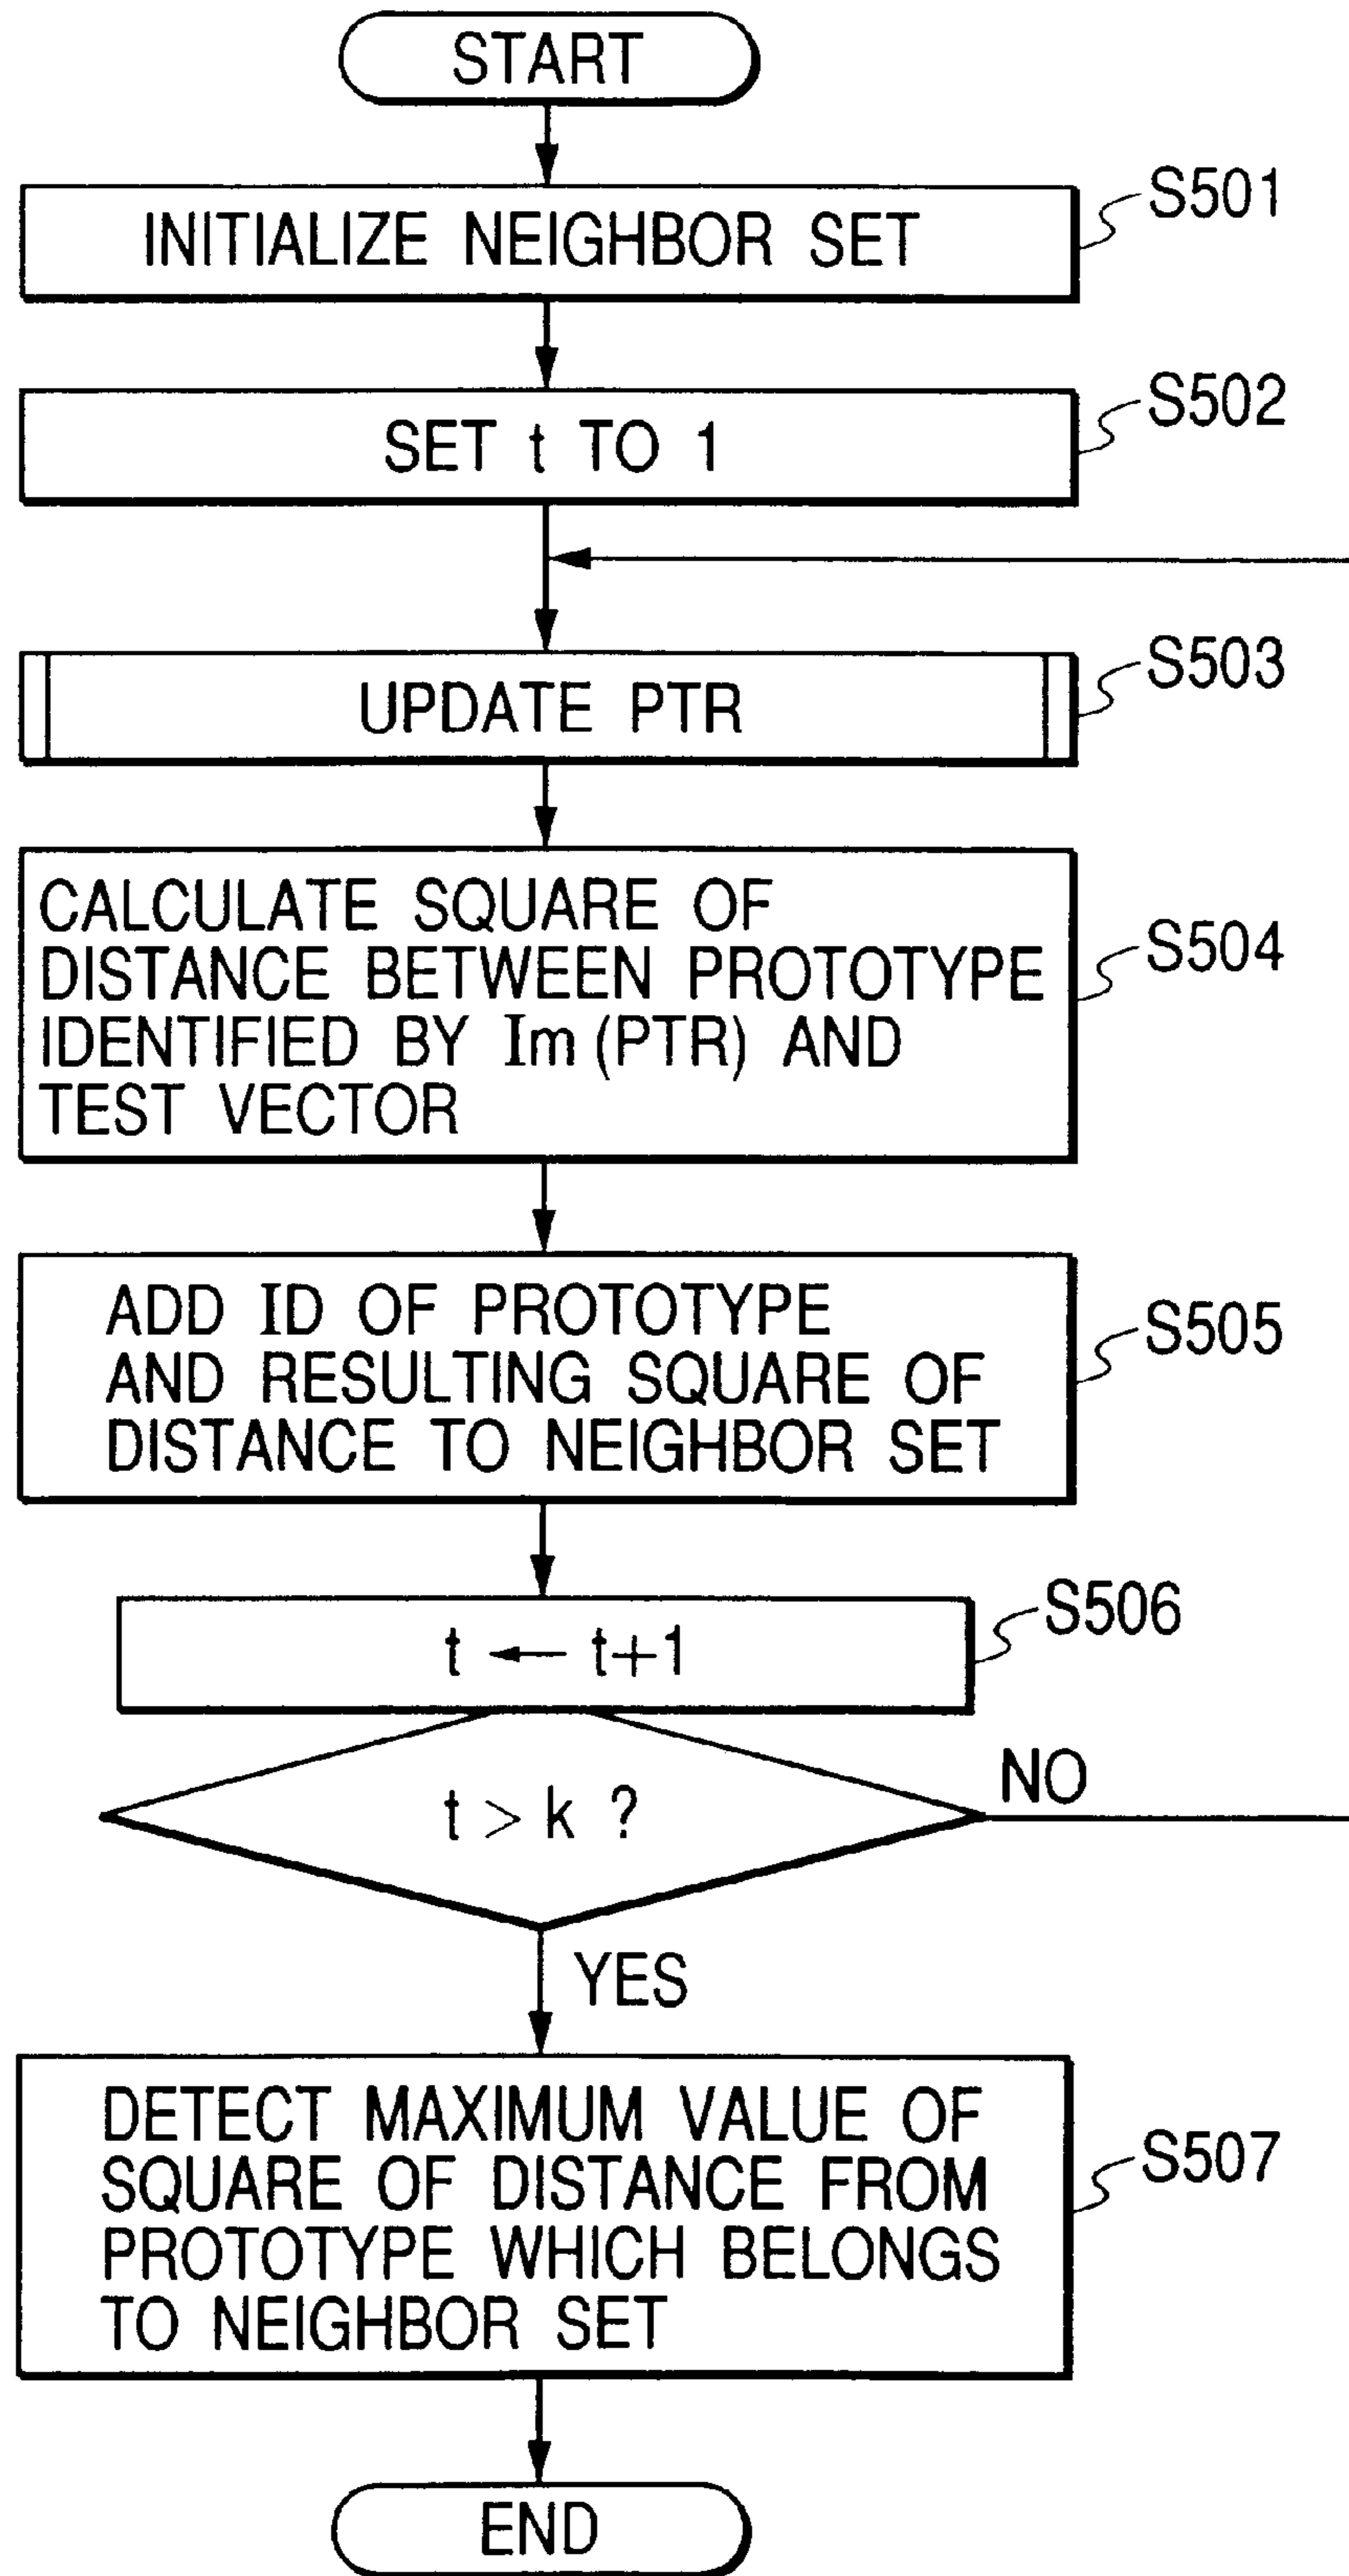 START
INITIALIZE NEIGHBOR SET
S501
SET t TO 1
S502
UPDATE PTR
S503
CALCULATE SQUARE OF
DISTANCE BETWEEN PROTOTYPE
IDENTIFIED BY Im (PTR) AND
TEST VECTOR
S504
ADD ID OF PROTOTYPE
AND RESULTING SQUARE OF
DISTANCE TO NEIGHBOR SET
S505
t ← t+1
S506
t > k ?
NO
YES
DETECT MAXIMUM VALUE OF
SQUARE OF DISTANCE FROM
PROTOTYPE WHICH BELONGS
TO NEIGHBOR SET
S507
END